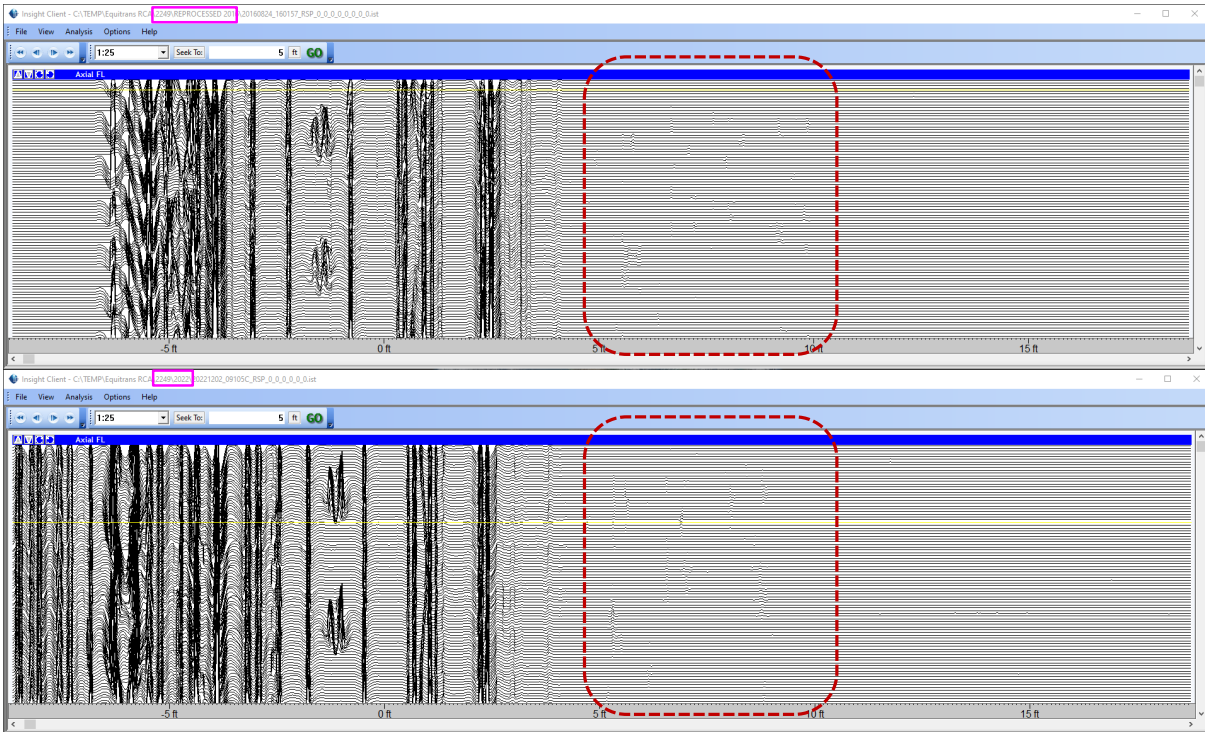 Insight Client - C:\TEMP\Equitrans RCA\2249\REPROCESSED 2016\20160824_160157_RSP_0_0_0_0_0_0_0_0.ist
File View Analysis Options Help
1:25 Seek To: 5 ft GO
Axial FL
-5 ft 0 ft 5 ft 10 ft 15 ft
Insight Client - C:\TEMP\Equitrans RCA\2249\2022\20221202_09105C_RSP_0_0_0_0_0_0.ist
File View Analysis Options Help
1:25 Seek To: 5 ft GO
Axial FL
-5 ft 0 ft 5 ft 10 ft 15 ft